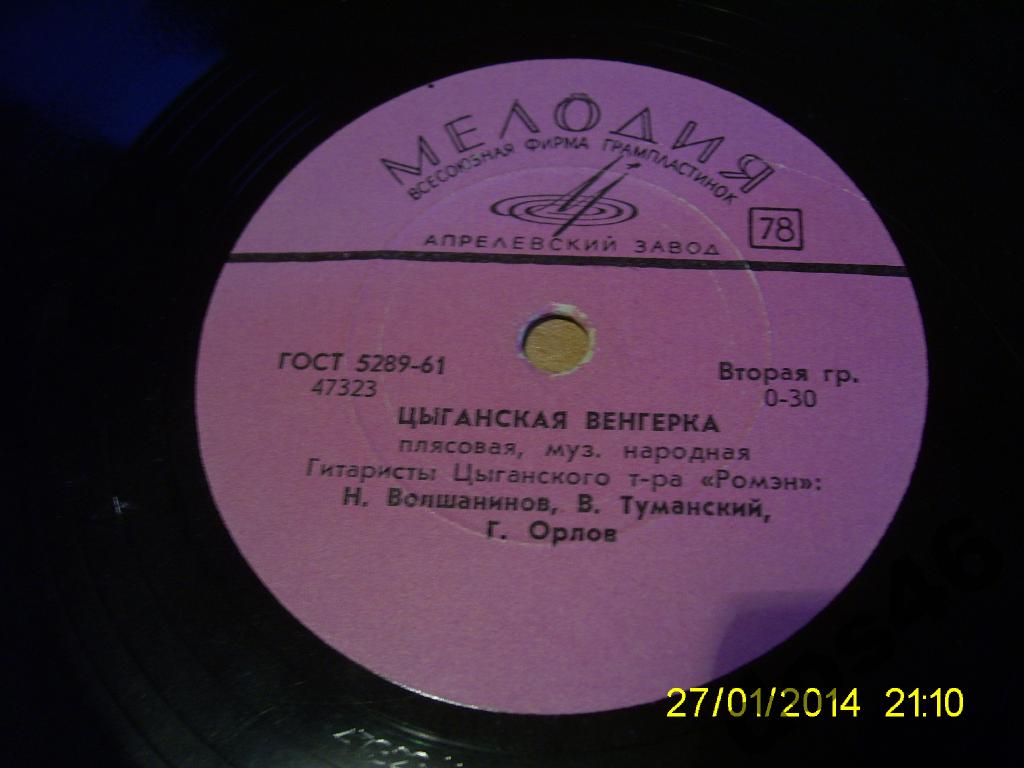 МЕЛОДИЯ
ВСЕСОЮЗНАЯ ФИРМА ГРАМПЛАСТИНОК
АПРЕЛЕВСКИЙ ЗАВОД
78
ГОСТ 5289-61
47323
Вторая гр.
0-30
ЦЫГАНСКАЯ ВЕНГЕРКА
плясовая, муз. народная
Гитаристы Цыганского т-ра «Ромэн»:
Н. Волшанинов, В. Туманский,
Г. Орлов
27/01/2014 21:10